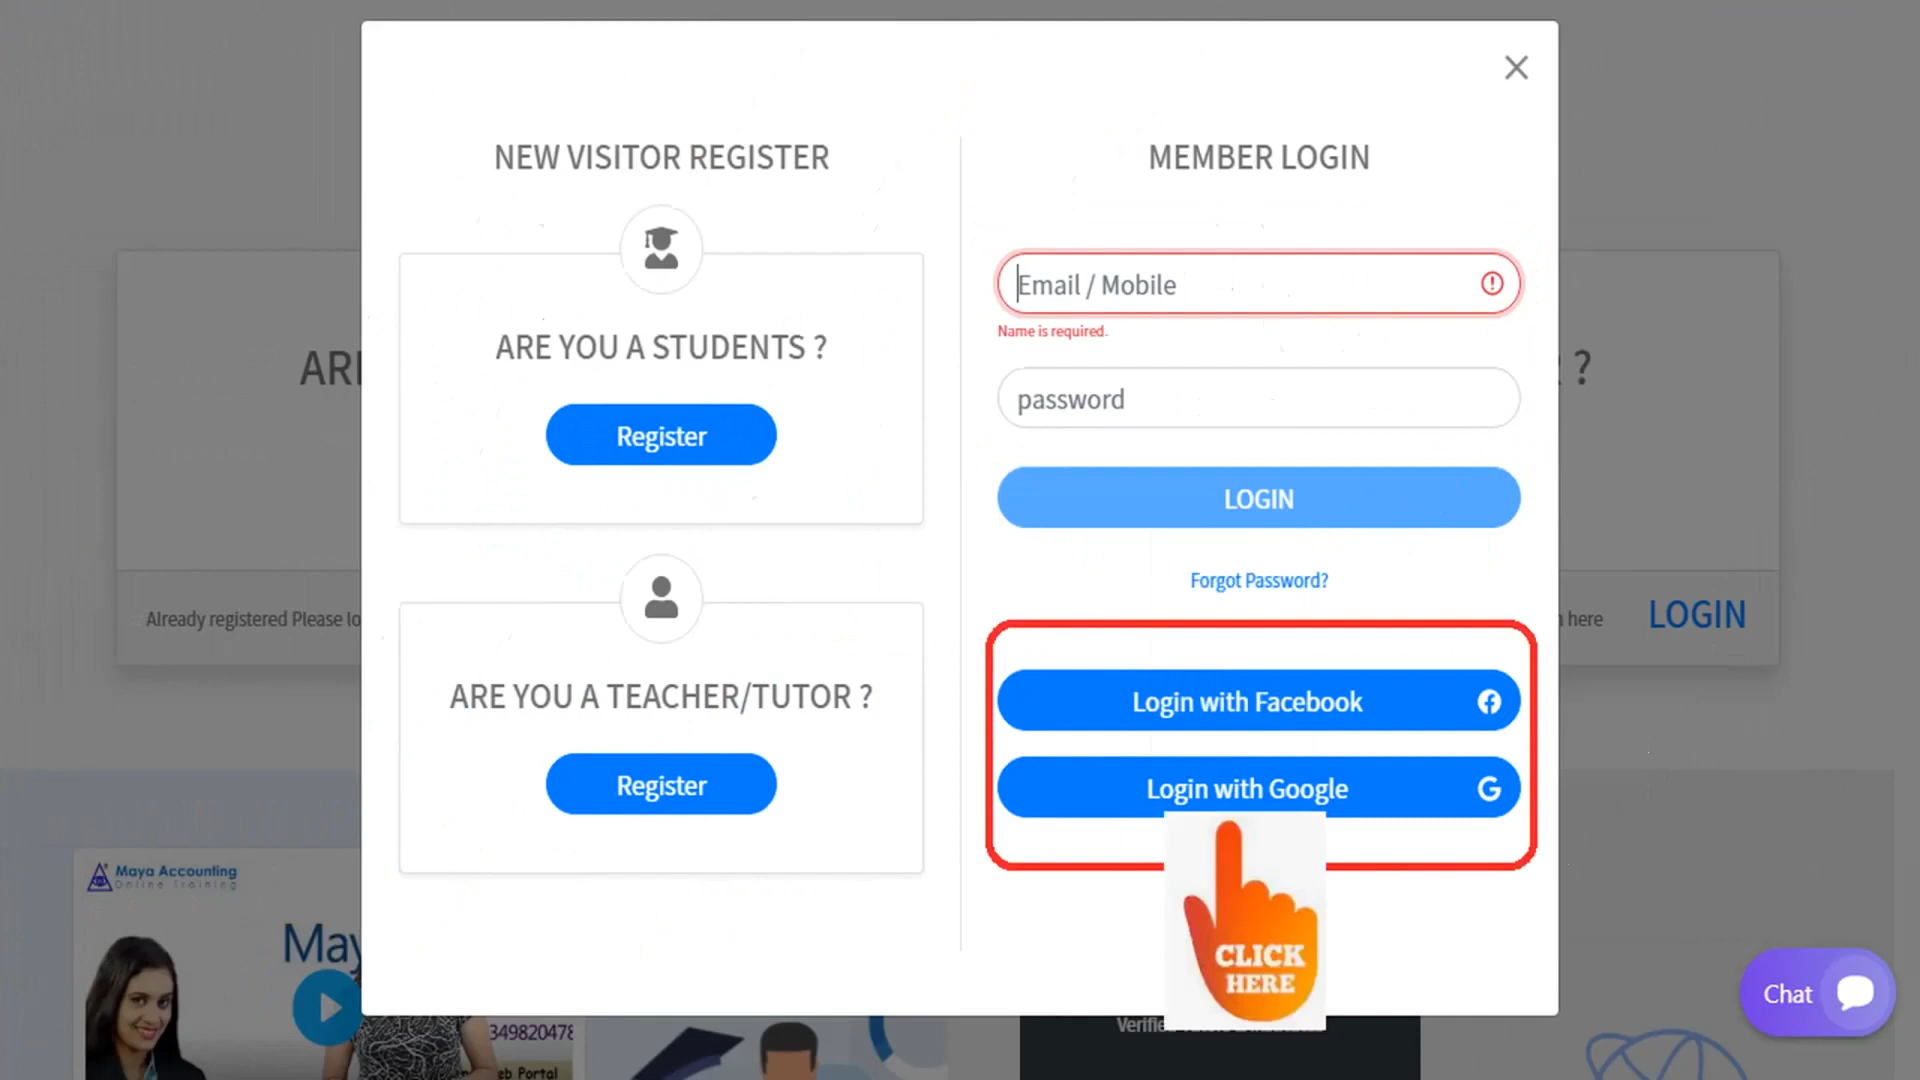 NEW VISITOR REGISTER
ARE YOU A STUDENTS ?
Register
ARE YOU A TEACHER/TUTOR ?
Register
MEMBER LOGIN
Email / Mobile
Name is required.
password
LOGIN
Forgot Password?
Login with Facebook
Login with Google
CLICK
HERE
?
Already registered Please
here
LOGIN
Maya Accounting
Online Training
Chat